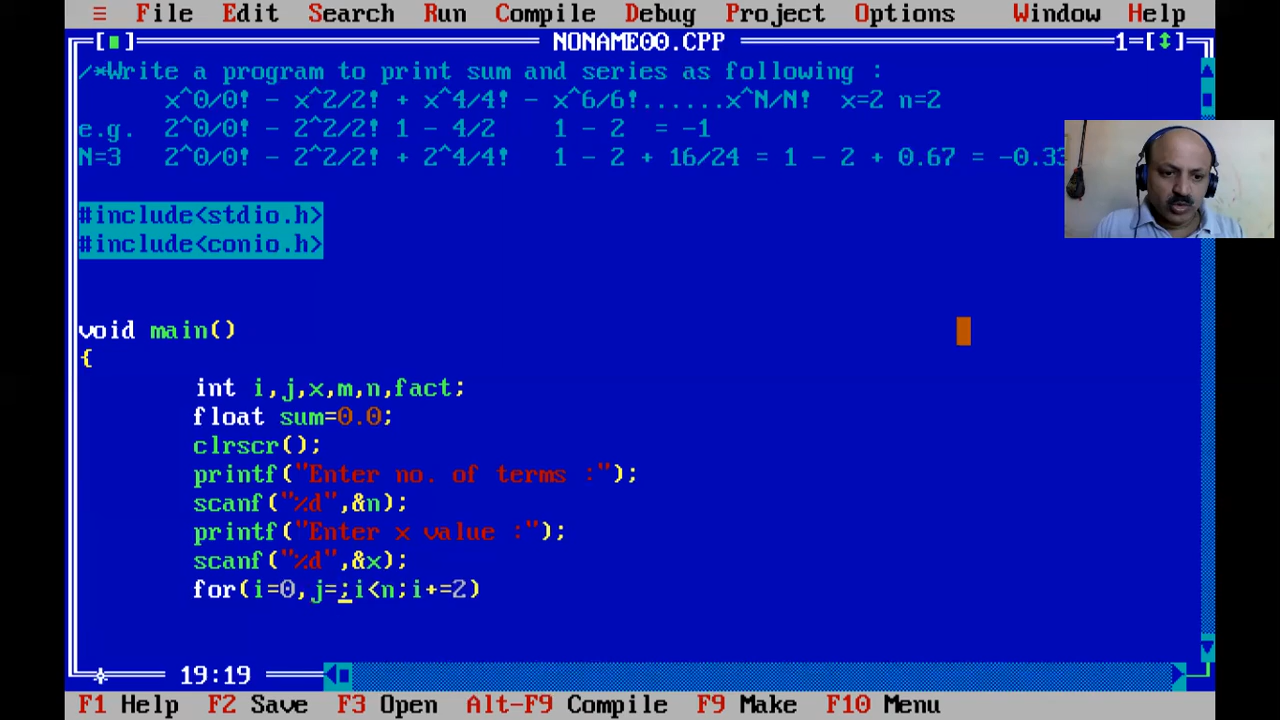 ≡ File Edit Search Run Compile Debug Project Options Window Help
[■] NONAME00.CPP 1=[↕]
/*Write a program to print sum and series as following :
x^0/0! - x^2/2! + x^4/4! - x^6/6!......x^N/N! x=2 n=2
e.g. 2^0/0! - 2^2/2! 1 - 4/2 1 - 2 = -1
N=3 2^0/0! - 2^2/2! + 2^4/4! 1 - 2 + 16/24 = 1 - 2 + 0.67 = -0.33
#include<stdio.h>
#include<conio.h>
void main()
{
int i,j,x,m,n,fact;
float sum=0.0;
clrscr();
printf("Enter no. of terms :");
scanf("%d",&n);
printf("Enter x value :");
scanf("%d",&x);
for(i=0,j=;i<n;i+=2)
19:19
F1 Help F2 Save F3 Open Alt-F9 Compile F9 Make F10 Menu